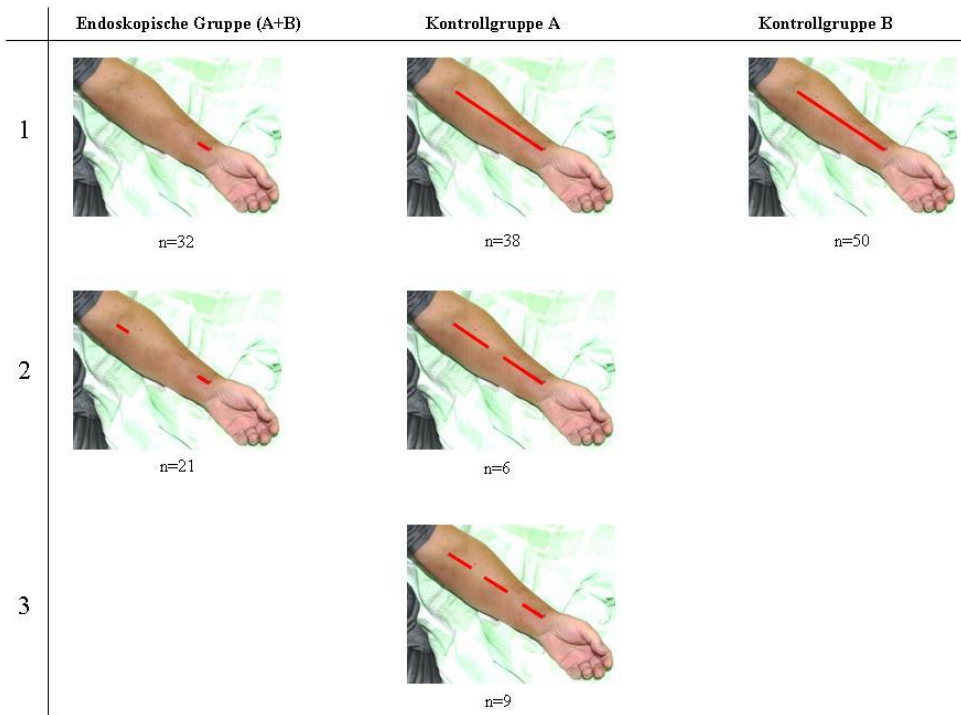 Endoskopische Gruppe (A+B) Kontrollgruppe A Kontrollgruppe B
1
n=32 n=38 n=50
2
n=21 n=6
3
n=9